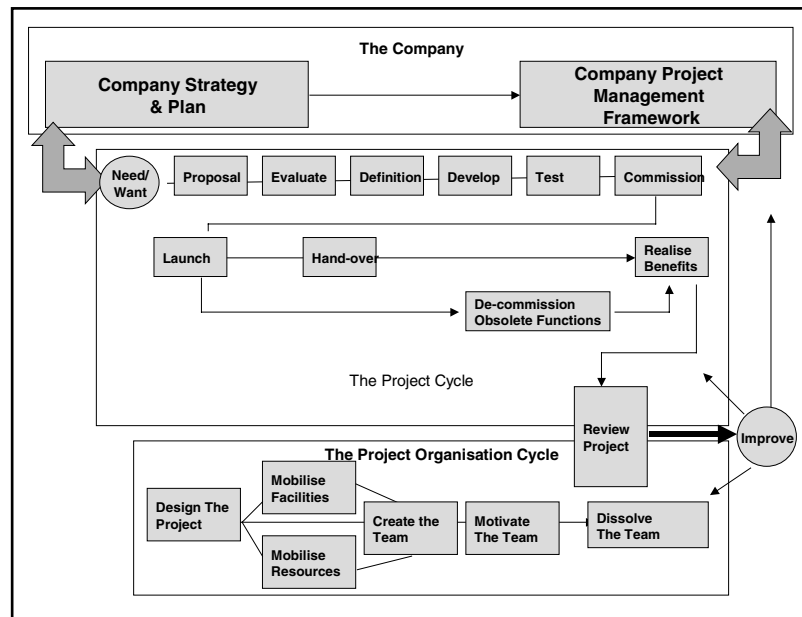 The Company
Company Strategy
& Plan
Company Project
Management
Framework
Need/
Want
Proposal
Evaluate
Definition
Develop
Test
Commission
Launch
Hand-over
Realise
Benefits
De-commission
Obsolete Functions
The Project Cycle
Review
Project
Improve
The Project Organisation Cycle
Mobilise
Facilities
Design The
Project
Create the
Team
Motivate
The Team
Dissolve
The Team
Mobilise
Resources